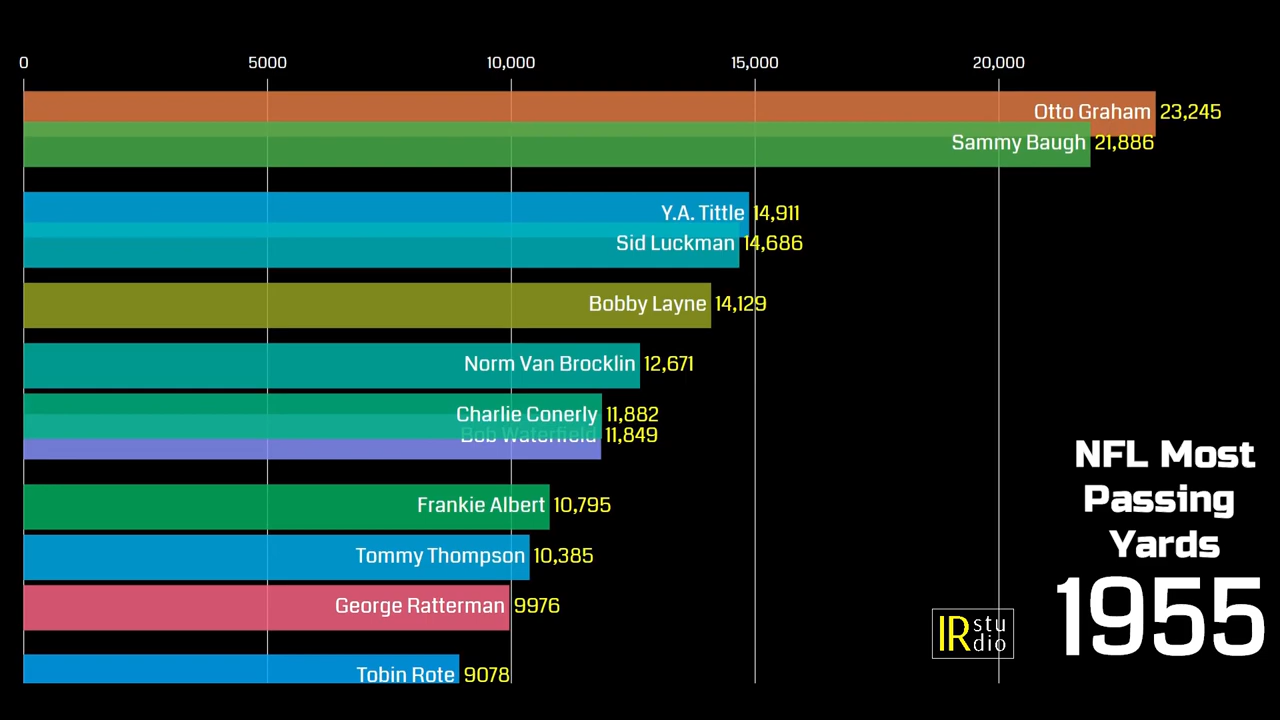 0 5000 10,000 15,000 20,000
Otto Graham 23,245
Sammy Baugh 21,886
Y.A. Tittle 14,911
Sid Luckman 14,686
Bobby Layne 14,129
Norm Van Brocklin 12,671
Charlie Conerly 11,882
Bob Waterfield 11,849
Frankie Albert 10,795
Tommy Thompson 10,385
George Ratterman 9976
Tobin Rote 9078
NFL Most
Passing
Yards
1955
IR stu
dio